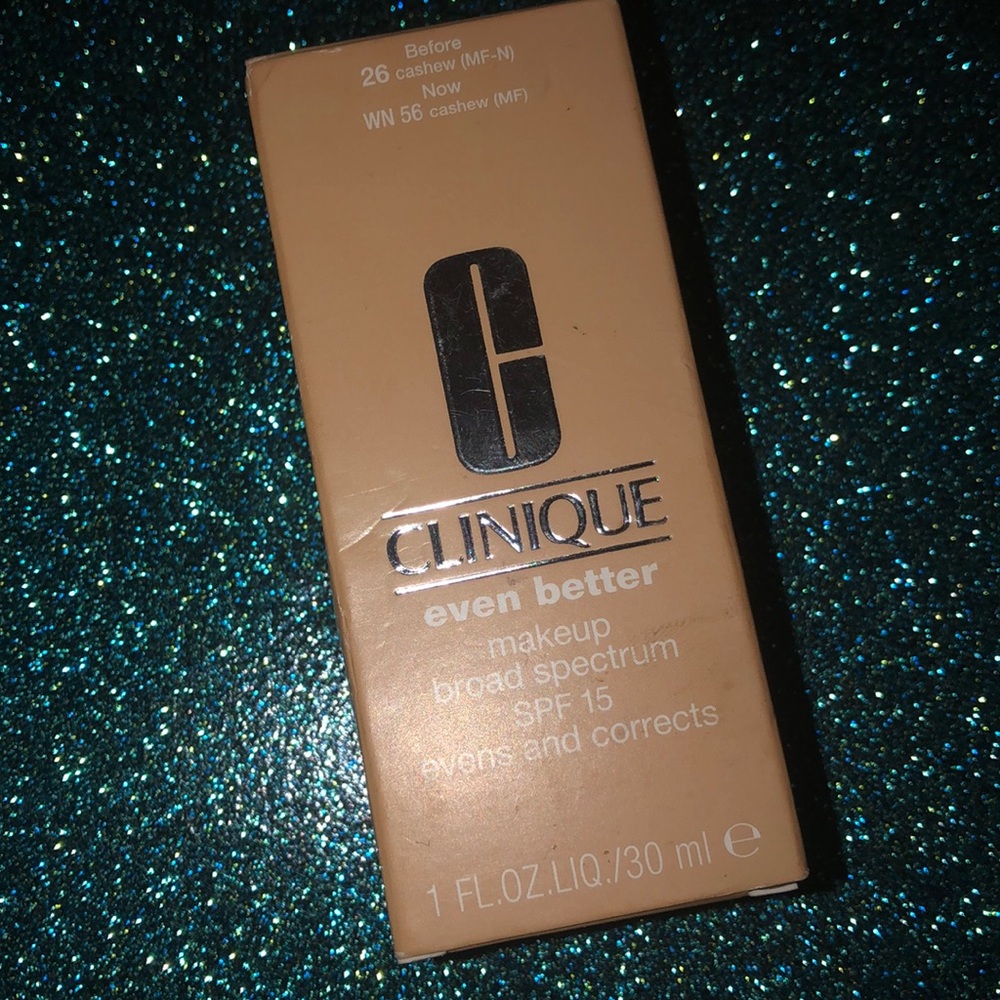 Before
26 cashew (MF-N)
Now
WN 56 cashew (MF)
C
CLINIQUE
even better
makeup
broad spectrum
SPF 15
evens and corrects
1 FL.OZ.LIQ./30 ml ℮